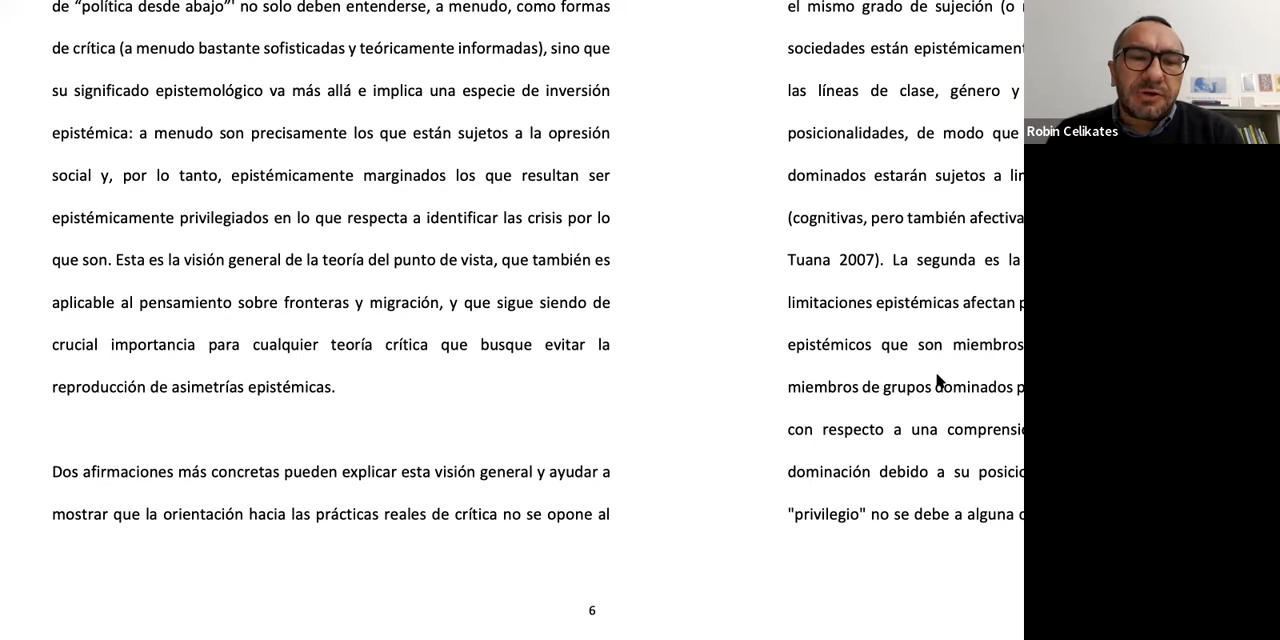 de “política desde abajo”' no solo deben entenderse, a menudo, como formas
de crítica (a menudo bastante sofisticadas y teóricamente informadas), sino que
su significado epistemológico va más allá e implica una especie de inversión
epistémica: a menudo son precisamente los que están sujetos a la opresión
social y, por lo tanto, epistémicamente marginados los que resultan ser
epistémicamente privilegiados en lo que respecta a identificar las crisis por lo
que son. Esta es la visión general de la teoría del punto de vista, que también es
aplicable al pensamiento sobre fronteras y migración, y que sigue siendo de
crucial importancia para cualquier teoría crítica que busque evitar la
reproducción de asimetrías epistémicas.
Dos afirmaciones más concretas pueden explicar esta visión general y ayudar a
mostrar que la orientación hacia las prácticas reales de crítica no se opone al
6
el mismo grado de sujeción (o
sociedades están
las líneas de clase, género y
posicionalidades, de modo que
dominados estarán sujetos a
(cognitivas, pero también
Tuana 2007). La segunda es la
limitaciones epistémicas afectan
epistémicos que son miembros
miembros de grupos dominados
con respecto a una
dominación debido a su
"privilegio" no se debe a alguna
Robin Celikates